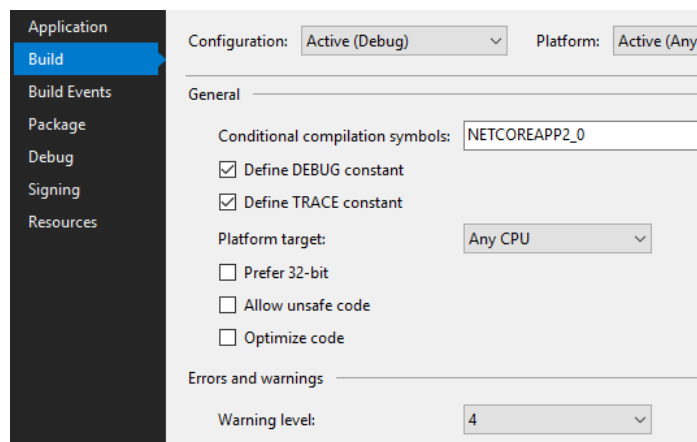 Application
Build
Build Events
Package
Debug
Signing
Resources
Configuration: Active (Debug) Platform: Active (Any
General
Conditional compilation symbols: NETCOREAPP2_0
Define DEBUG constant
Define TRACE constant
Platform target: Any CPU
Prefer 32-bit
Allow unsafe code
Optimize code
Errors and warnings
Warning level: 4